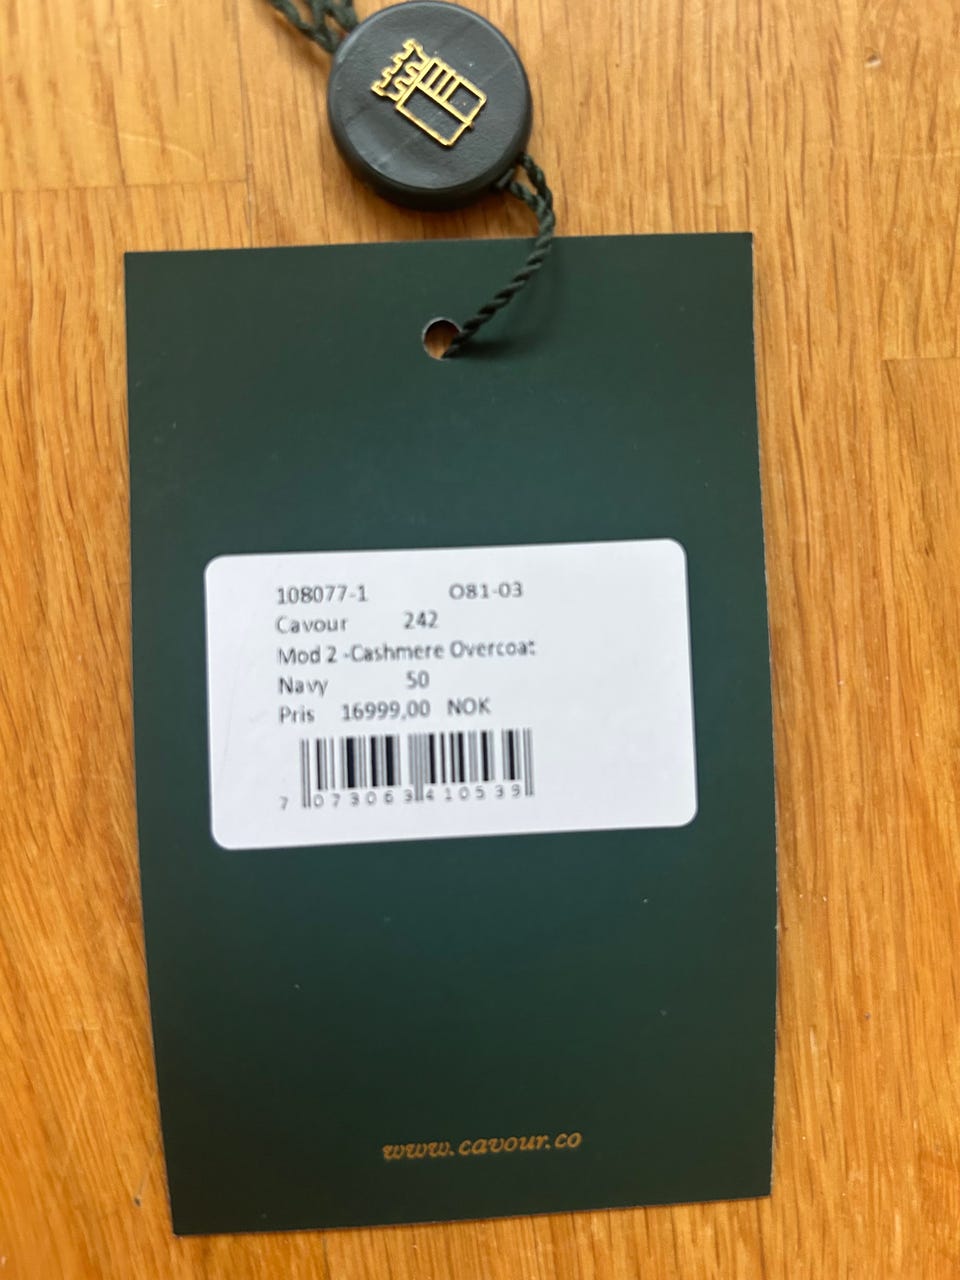 108077-1 O81-03
Cavour 242
Mod 2 -Cashmere Overcoat
Navy 50
Pris 16999,00 NOK
7 073063 410539
www.cavour.co